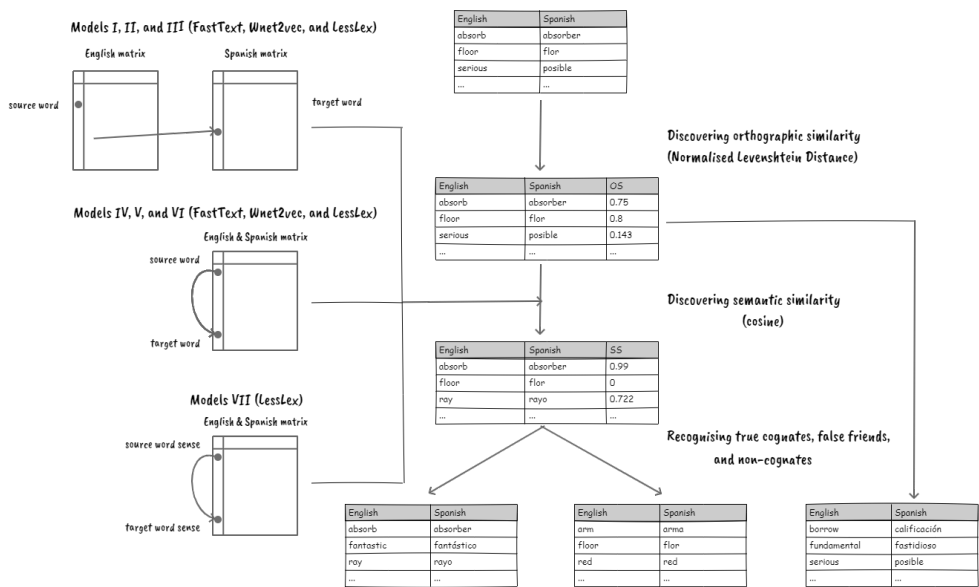 Models I, II, and III (FastText, Wnet2vec, and LessLex)
English matrix Spanish matrix
source word target word
Models IV, V, and VI (FastText, Wnet2vec, and LessLex)
English & Spanish matrix
source word
target word
Models VII (LessLex)
English & Spanish matrix
source word sense
target word sense
English Spanish
absorb absorber
floor flor
serious posible
... ...
Discovering orthographic similarity
(Normalised Levenshtein Distance)
English Spanish OS
absorb absorber 0.75
floor flor 0.8
serious posible 0.143
... ... ...
Discovering semantic similarity
(cosine)
English Spanish SS
absorb absorber 0.99
floor flor 0
ray rayo 0.722
... ... ...
Recognising true cognates, false friends,
and non-cognates
English Spanish
absorb absorber
fantastic fantástico
ray rayo
... ...
English Spanish
arm arma
floor flor
red red
... ...
English Spanish
borrow calificación
fundamental fastidioso
serious posible
... ...